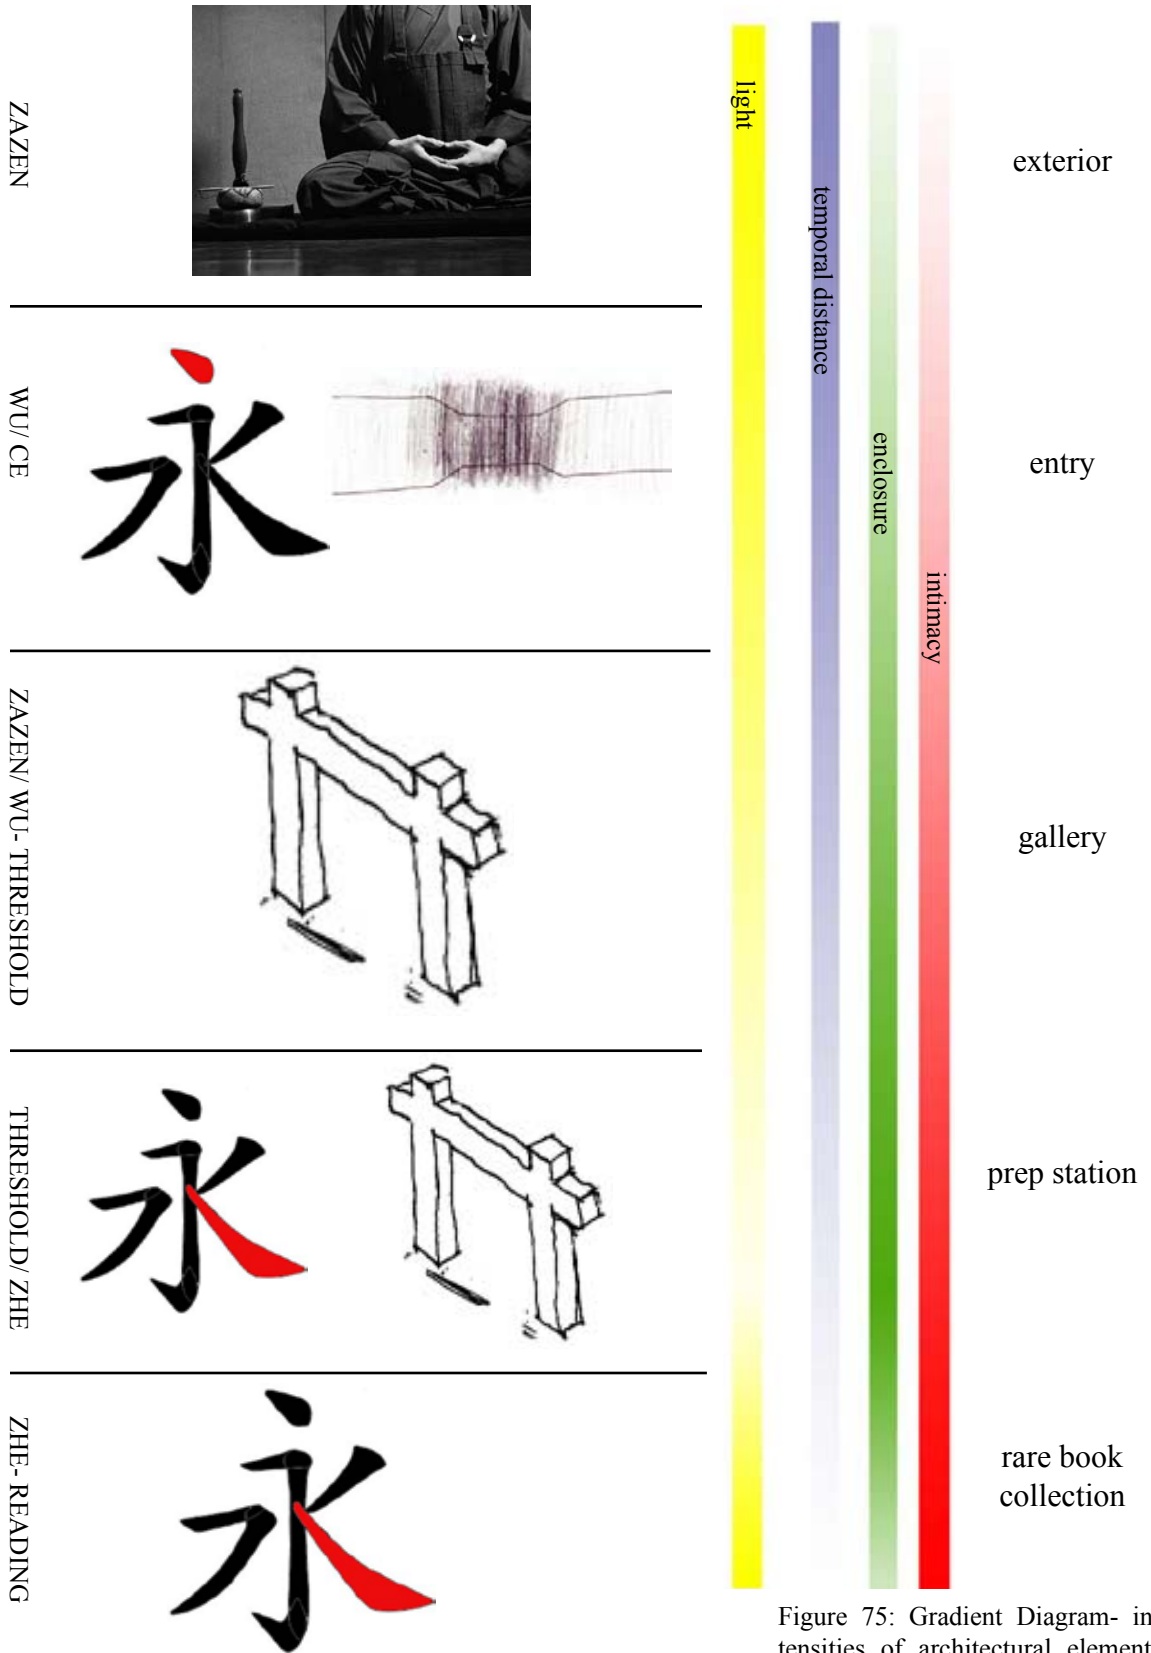 ZAZEN
WU/ CE
永
ZAZEN/ WU- THRESHOLD
THRESHOLD/ ZHE
永
ZHE- READING
永
light
temporal distance
enclosure
intimacy
exterior
entry
gallery
prep station
rare book
collection
Figure 75: Gradient Diagram- in-
tensities of architectural element